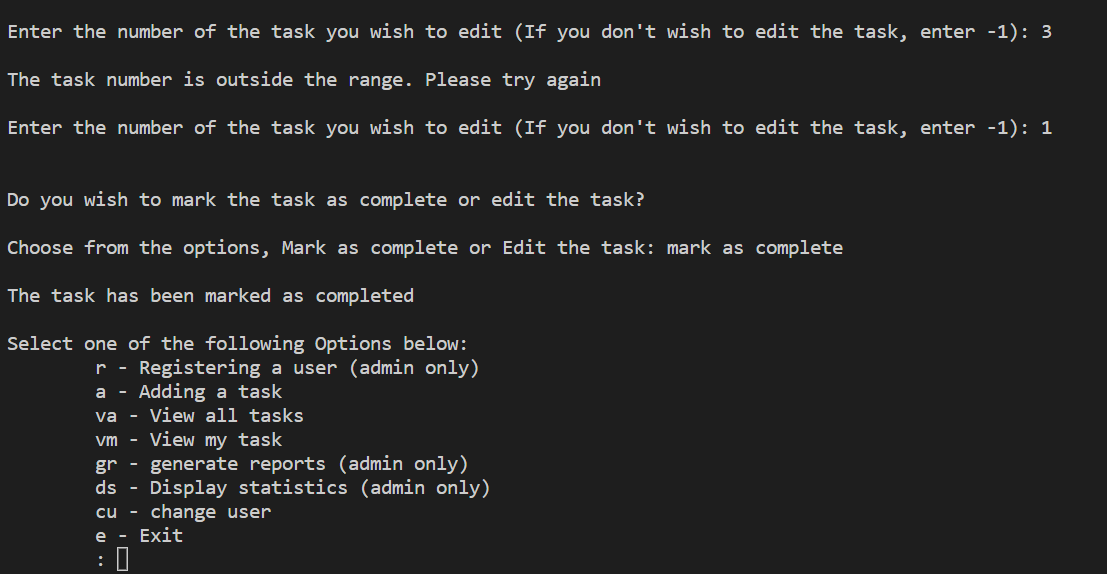 Enter the number of the task you wish to edit (If you don't wish to edit the task, enter -1): 3
The task number is outside the range. Please try again
Enter the number of the task you wish to edit (If you don't wish to edit the task, enter -1): 1
Do you wish to mark the task as complete or edit the task?
Choose from the options, Mark as complete or Edit the task: mark as complete
The task has been marked as completed
Select one of the following Options below:
r - Registering a user (admin only)
a - Adding a task
va - View all tasks
vm - View my task
gr - generate reports (admin only)
ds - Display statistics (admin only)
cu - change user
e - Exit
: